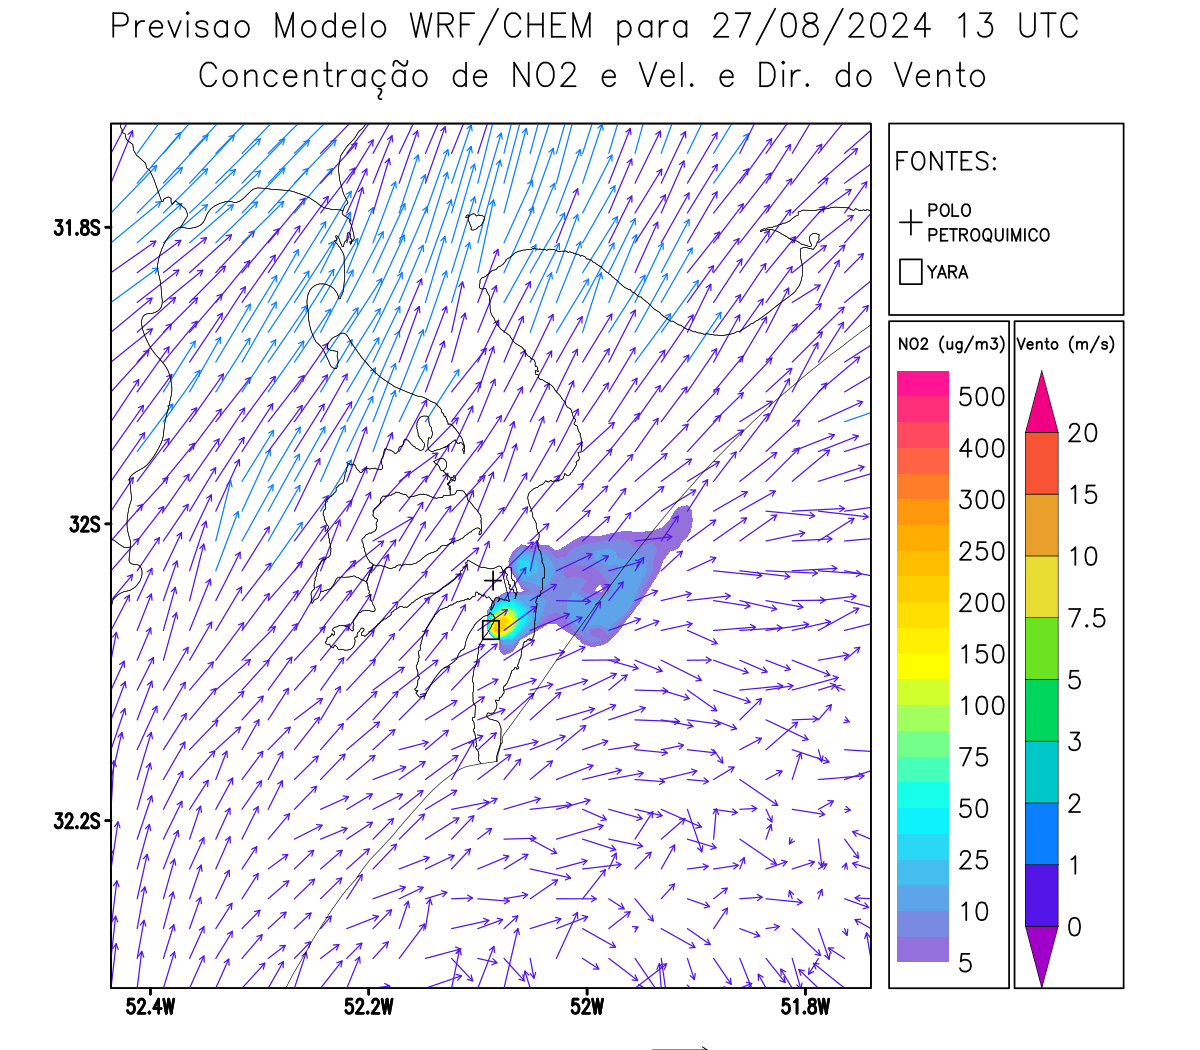 Previsao Modelo WRF/CHEM para 27/08/2024 13 UTC
Concentração de NO2 e Vel. e Dir. do Vento
FONTES:
POLO
PETROQUIMICO
YARA
NO2 (ug/m3)
500
400
300
250
200
150
100
75
50
25
10
5
Vento (m/s)
20
15
10
7.5
5
3
2
1
0
31.8S
32S
32.2S
52.4W
52.2W
52W
51.8W